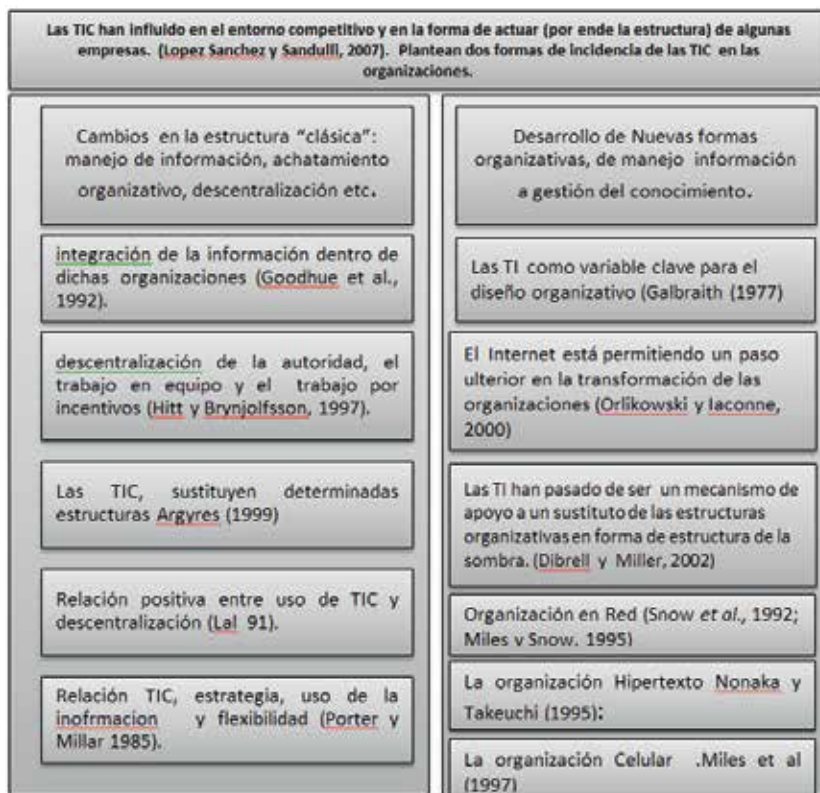 Las TIC han influido en el entorno competitivo y en la forma de actuar (por ende la estructura) de algunas
empresas. (Lopez Sanchez y Sandulli, 2007). Plantean dos formas de incidencia de las TIC en las
organizaciones.
Cambios en la estructura "clásica":
manejo de información, achatamiento
organizativo, descentralización etc.
integración de la información dentro de
dichas organizaciones (Goodhue et al.,
1992).
descentralización de la autoridad, el
trabajo en equipo y el trabajo por
incentivos (Hitt y Brynjolfsson, 1997).
Las TIC, sustituyen determinadas
estructuras Argyres (1999)
Relación positiva entre uso de TIC y
descentralización (Lal 91).
Relación TIC, estrategia, uso de la
inofrmacion y flexibilidad (Porter y
Millar 1985).
Desarrollo de Nuevas formas
organizativas, de manejo información
a gestión del conocimiento.
Las TI como variable clave para el
diseño organizativo (Galbraith (1977)
El Internet está permitiendo un paso
ulterior en la transformación de las
organizaciones (Orlikowski y Iaconne,
2000)
Las TI han pasado de ser un mecanismo de
apoyo a un sustituto de las estructuras
organizativas en forma de estructura de la
sombra. (Dibrell y Miller, 2002)
Organización en Red (Snow et al., 1992;
Miles y Snow. 1995)
La organización Hipertexto Nonaka y
Takeuchi (1995):
La organización Celular .Miles et al
(1997)